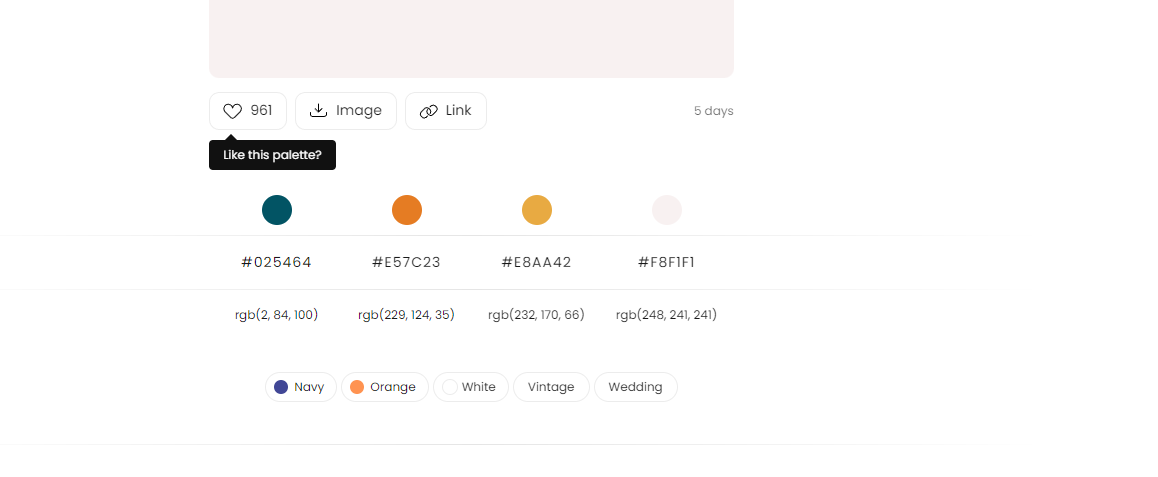 961 Image Link 5 days
Like this palette?
#025464 #E57C23 #E8AA42 #F8F1F1
rgb(2, 84, 100) rgb(229, 124, 35) rgb(232, 170, 66) rgb(248, 241, 241)
Navy Orange White Vintage Wedding